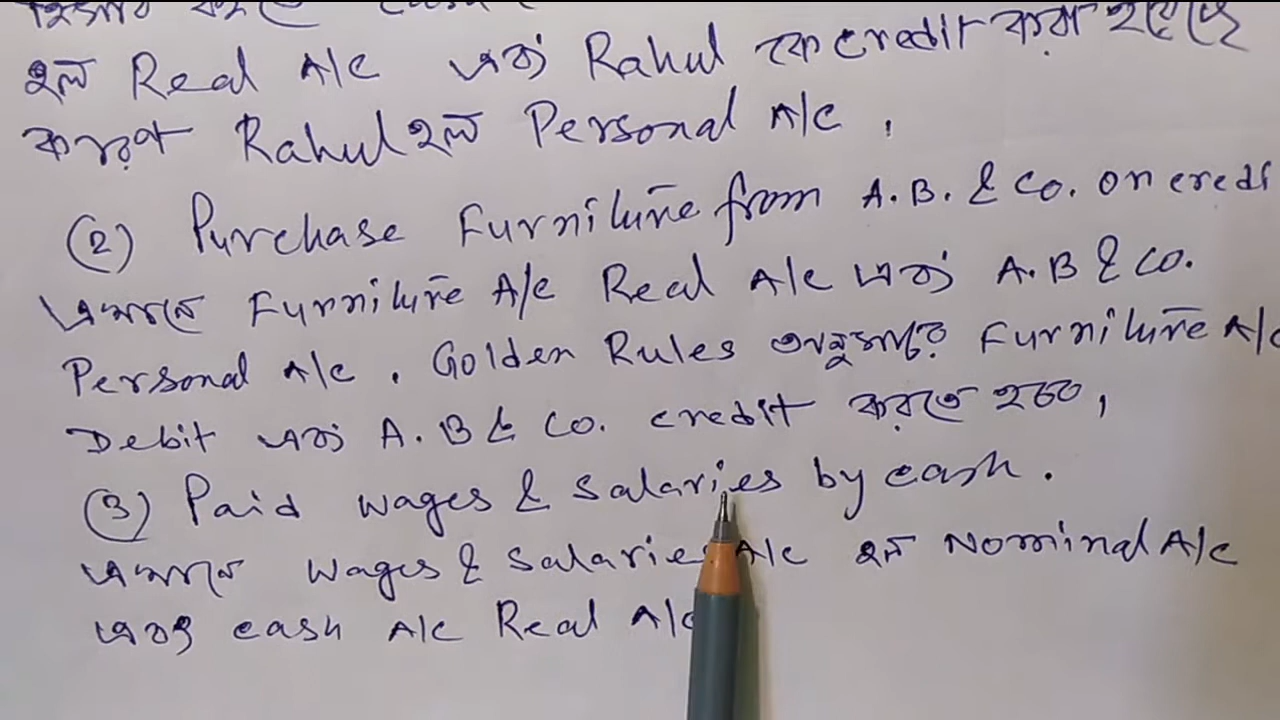 হিসাব cash
হল Real A/c এবং Rahul কে credit করা হয়েছে
কারণ Rahul হল Personal A/c ,
(2) Purchase Furniture from A.B. & Co. on credi
এখানে Furniture A/c Real A/c এবং A.B & Co.
Personal A/c . Golden Rules অনুসারে Furniture A/c
Debit এবং A.B & Co. credit করতে হবে,
(3) Paid wages & salaries by cash .
এখানে wages & salaries A/c হল Nominal A/c
এবং cash A/c Real A/c